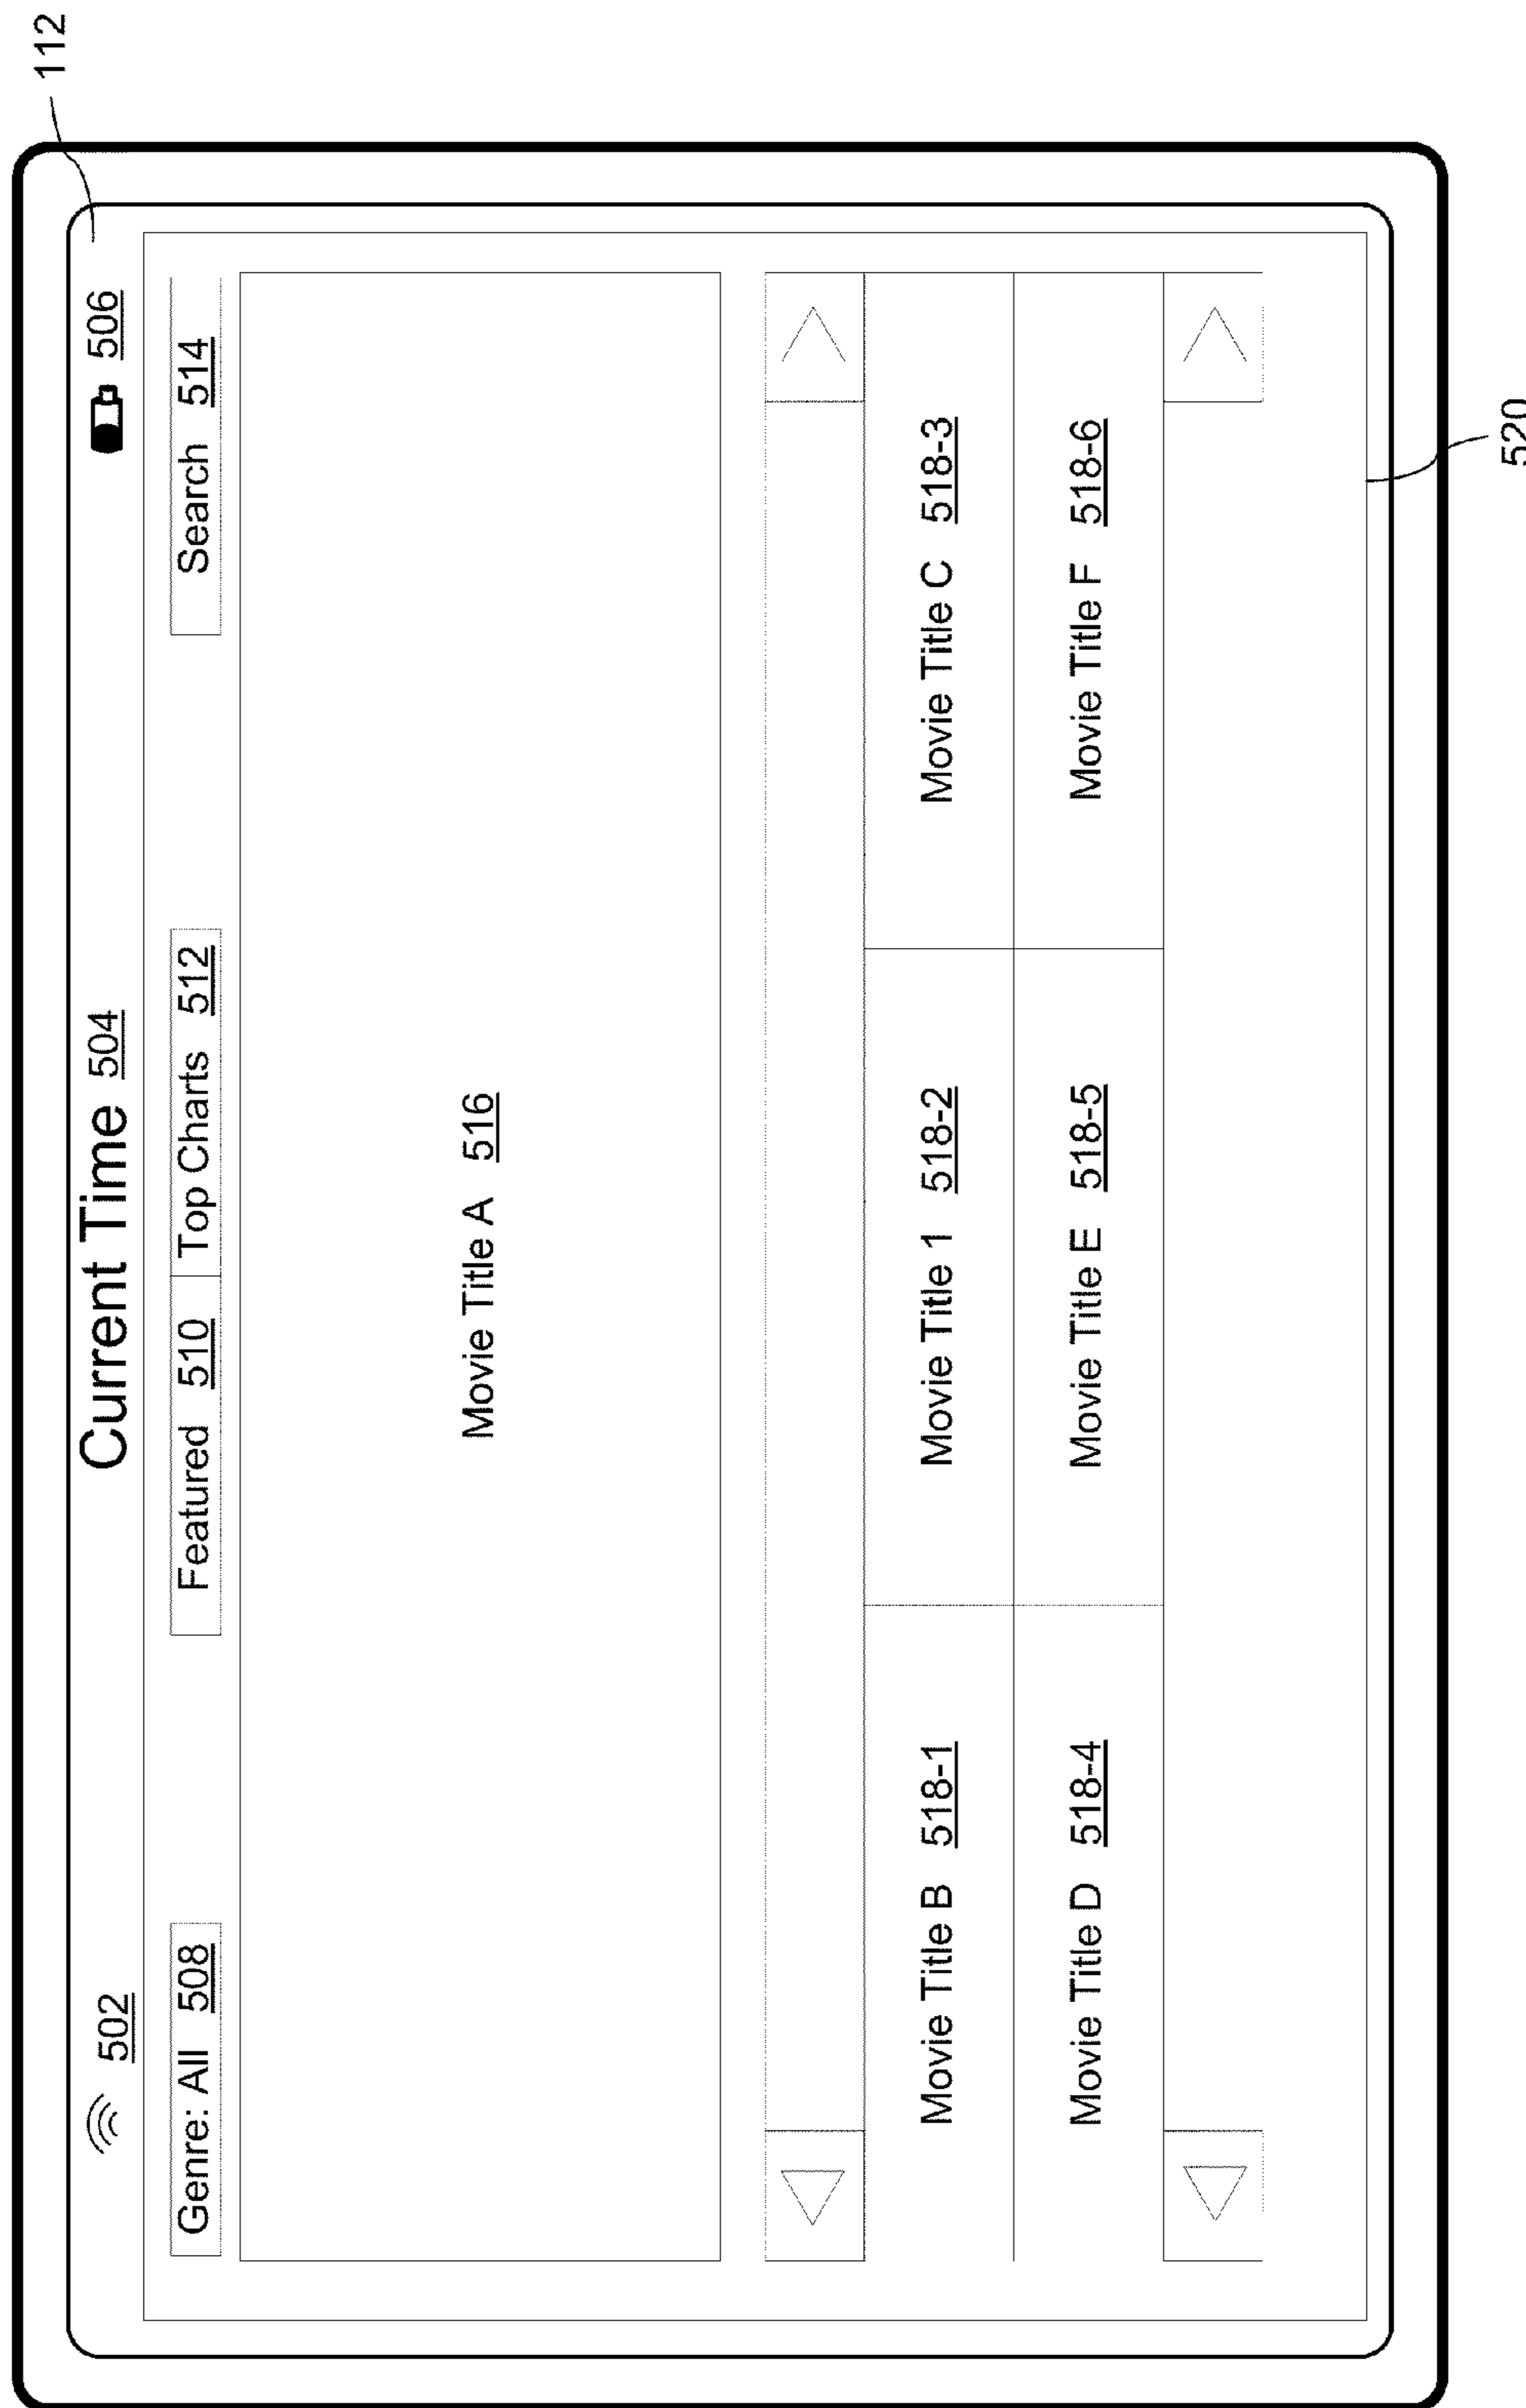 112
502
Current Time 504
506
Genre: All 508
Featured 510
Top Charts 512
Search 514
Movie Title A 516
Movie Title B 518-1
Movie Title 1 518-2
Movie Title C 518-3
Movie Title D 518-4
Movie Title E 518-5
Movie Title F 518-6
520